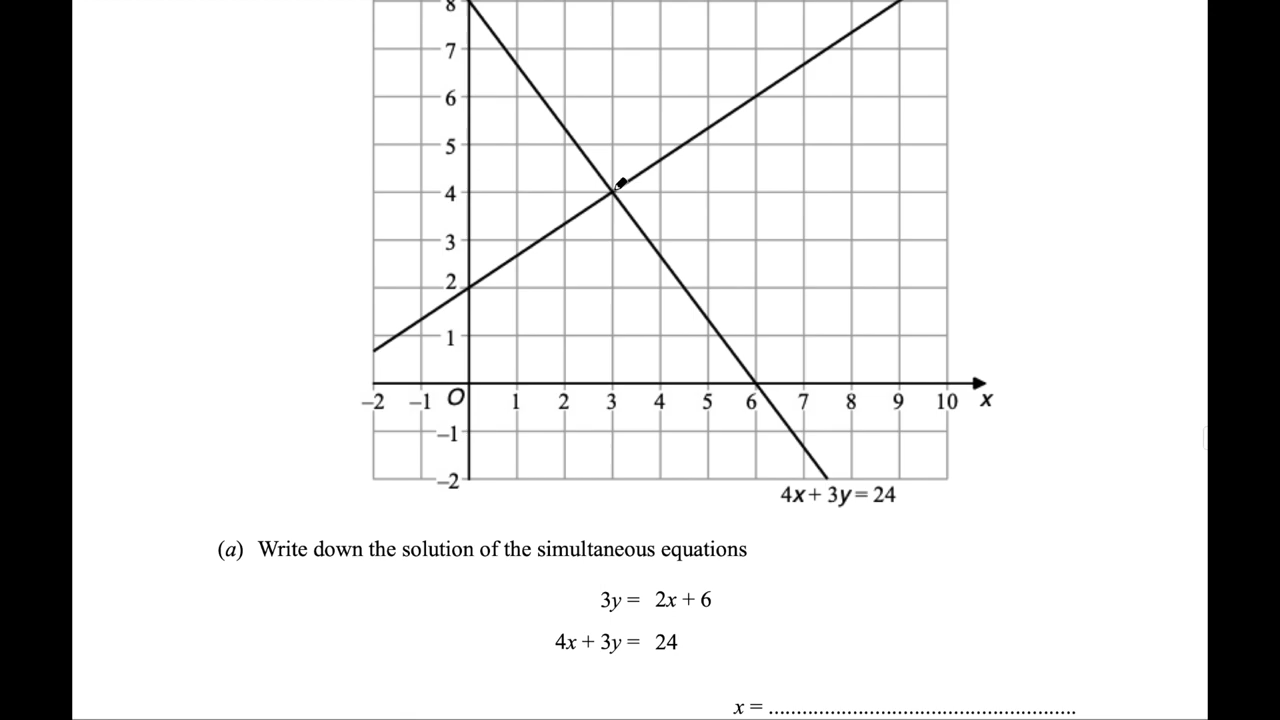 8
7
6
5
4
3
2
1
–2 –1 O 1 2 3 4 5 6 7 8 9 10 x
–1
–2
4x + 3y = 24
(a) Write down the solution of the simultaneous equations
3y = 2x + 6
4x + 3y = 24
x = ......................................................